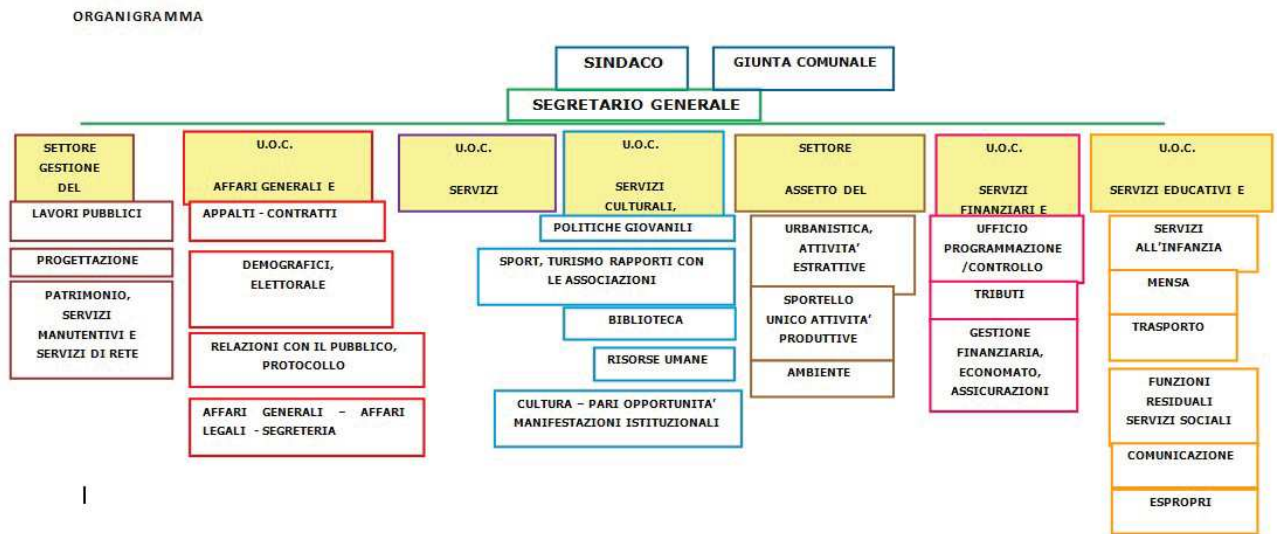 ORGANIGRAMMA
SINDACO
GIUNTA COMUNALE
SEGRETARIO GENERALE
SETTORE
GESTIONE
DEL
LAVORI PUBBLICI
PROGETTAZIONE
PATRIMONIO,
SERVIZI
MANUTENTIVI E
SERVIZI DI RETE
U.O.C.
AFFARI GENERALI E
APPALTI - CONTRATTI
DEMOGRAFICI,
ELETTORALE
RELAZIONI CON IL PUBBLICO,
PROTOCOLLO
AFFARI GENERALI – AFFARI
LEGALI - SEGRETERIA
U.O.C.
SERVIZI
U.O.C.
SERVIZI
CULTURALI,
POLITICHE GIOVANILI
SPORT, TURISMO RAPPORTI CON
LE ASSOCIAZIONI
BIBLIOTECA
RISORSE UMANE
CULTURA – PARI OPPORTUNITA'
MANIFESTAZIONI ISTITUZIONALI
SETTORE
ASSETTO DEL
URBANISTICA,
ATTIVITA'
ESTRATTIVE
SPORTELLO
UNICO ATTIVITA'
PRODUTTIVE
AMBIENTE
U.O.C.
SERVIZI
FINANZIARI E
UFFICIO
PROGRAMMAZIONE
/CONTROLLO
TRIBUTI
GESTIONE
FINANZIARIA,
ECONOMATO,
ASSICURAZIONI
U.O.C.
SERVIZI EDUCATIVI E
SERVIZI
ALL'INFANZIA
MENSA
TRASPORTO
FUNZIONI
RESIDUALI
SERVIZI SOCIALI
COMUNICAZIONE
ESPROPRI